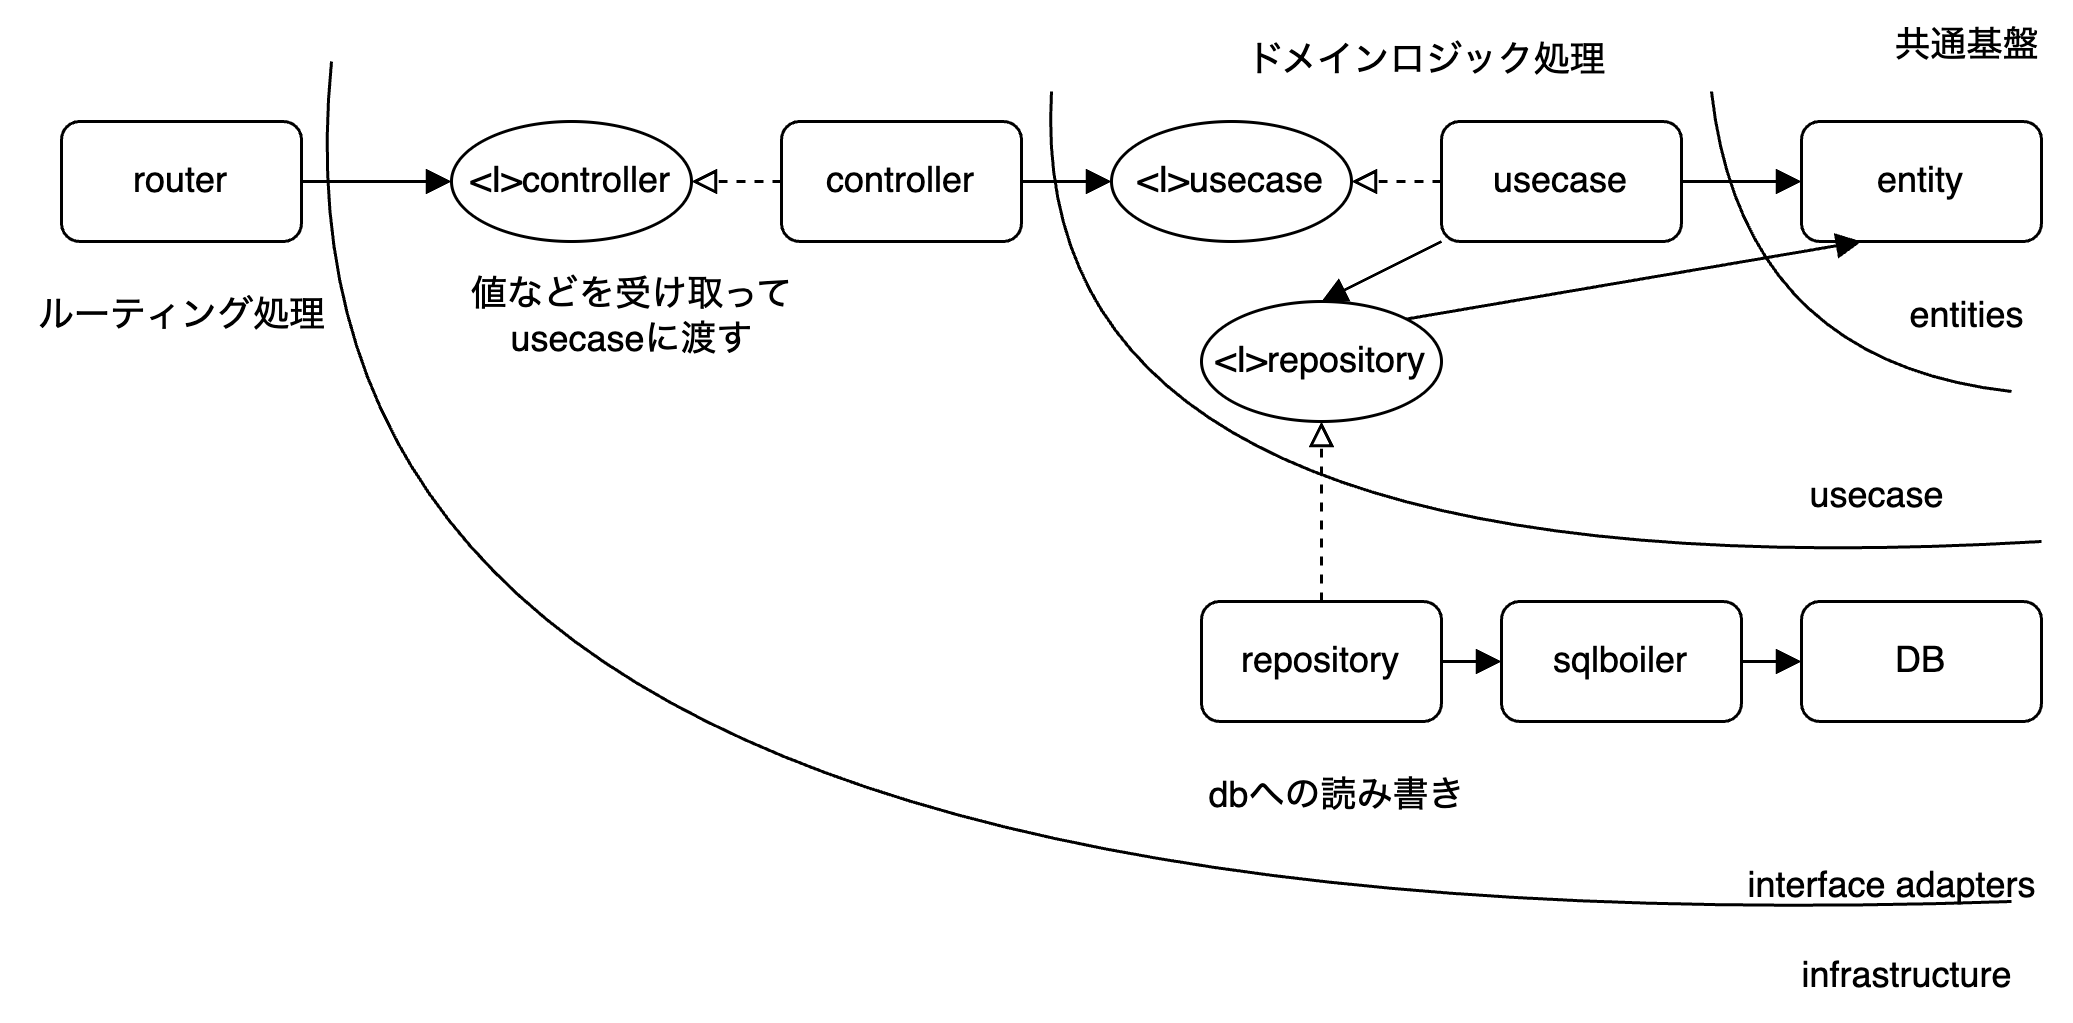 共通基盤
ドメインロジック処理
router
<I>controller
controller
<I>usecase
usecase
entity
値などを受け取って
usecaseに渡す
ルーティング処理
entities
<I>repository
usecase
repository
sqlboiler
DB
dbへの読み書き
interface adapters
infrastructure